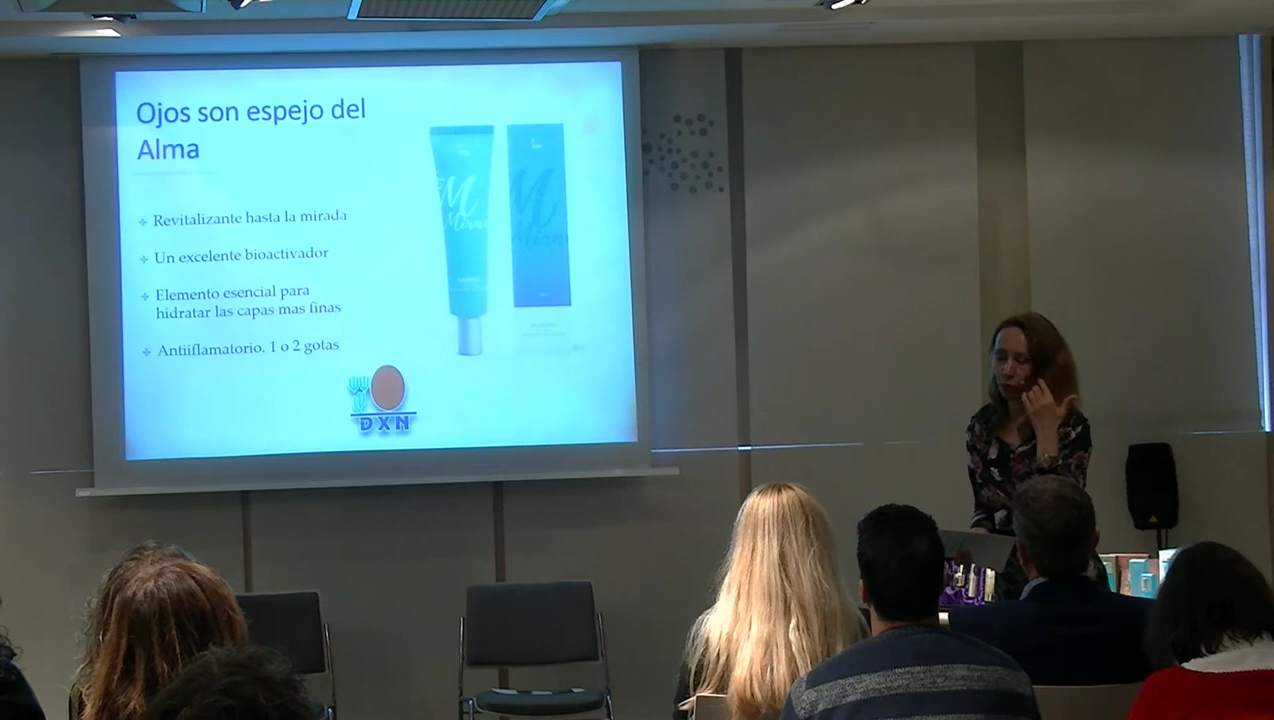 Ojos son espejo del
Alma
Revitalizante hasta la mirada
Un excelente bioactivador
Elemento esencial para
hidratar las capas mas finas
Antiiflamatorio. 1 o 2 gotas
DXN
M
M